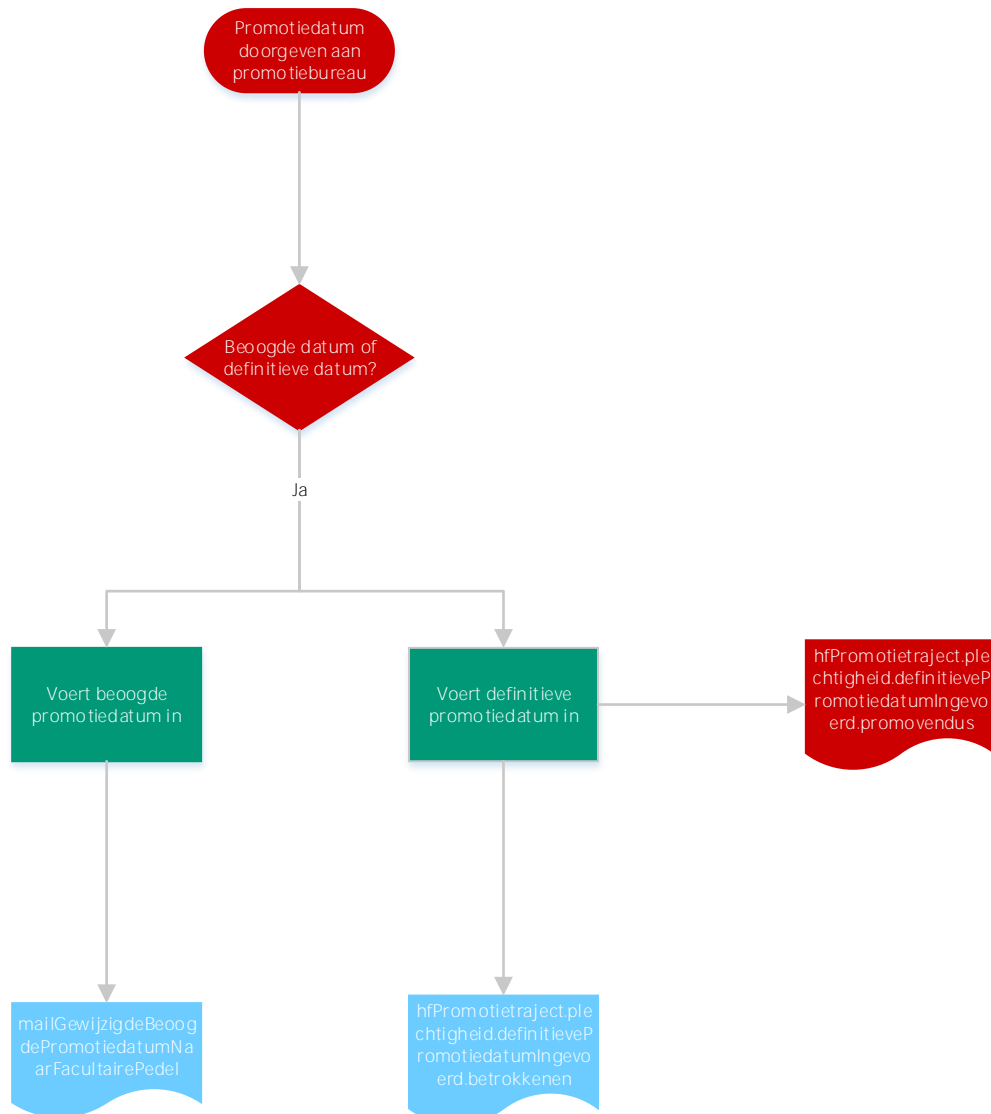 Promotiedatum
doorgeven aan
promotiebureau
Beoogde datum of
definitieve datum?
Ja
Voert beoogde
promotiedatum in
Voert definitieve
promotiedatum in
hfPromotietraject.ple
chtigheid.definitieveP
romotiedatumIngevo
erd.promovendus
mailGewijzigdeBeoog
dePromotiedatumNa
arFacultairePedel
hfPromotietraject.ple
chtigheid.definitieveP
romotiedatumIngevo
erd.betrokkenen